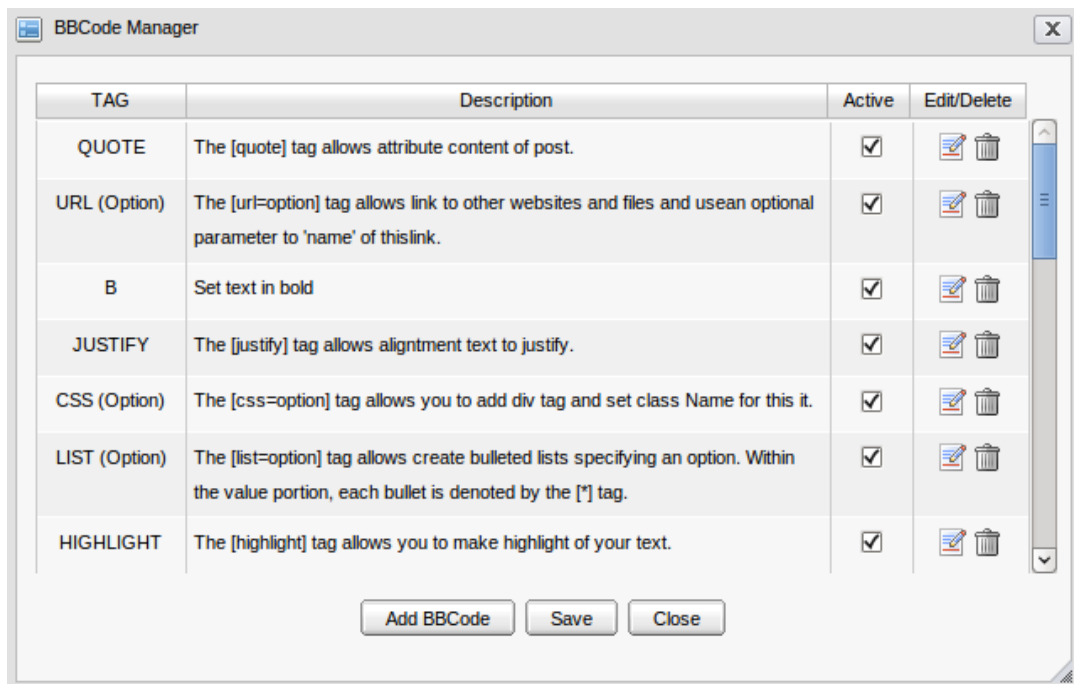 BBCode Manager
TAG Description Active Edit/Delete
QUOTE The [quote] tag allows attribute content of post.
URL (Option) The [url=option] tag allows link to other websites and files and usean optional
parameter to 'name' of thislink.
B Set text in bold
JUSTIFY The [justify] tag allows aligntment text to justify.
CSS (Option) The [css=option] tag allows you to add div tag and set class Name for this it.
LIST (Option) The [list=option] tag allows create bulleted lists specifying an option. Within
the value portion, each bullet is denoted by the [*] tag.
HIGHLIGHT The [highlight] tag allows you to make highlight of your text.
Add BBCode Save Close